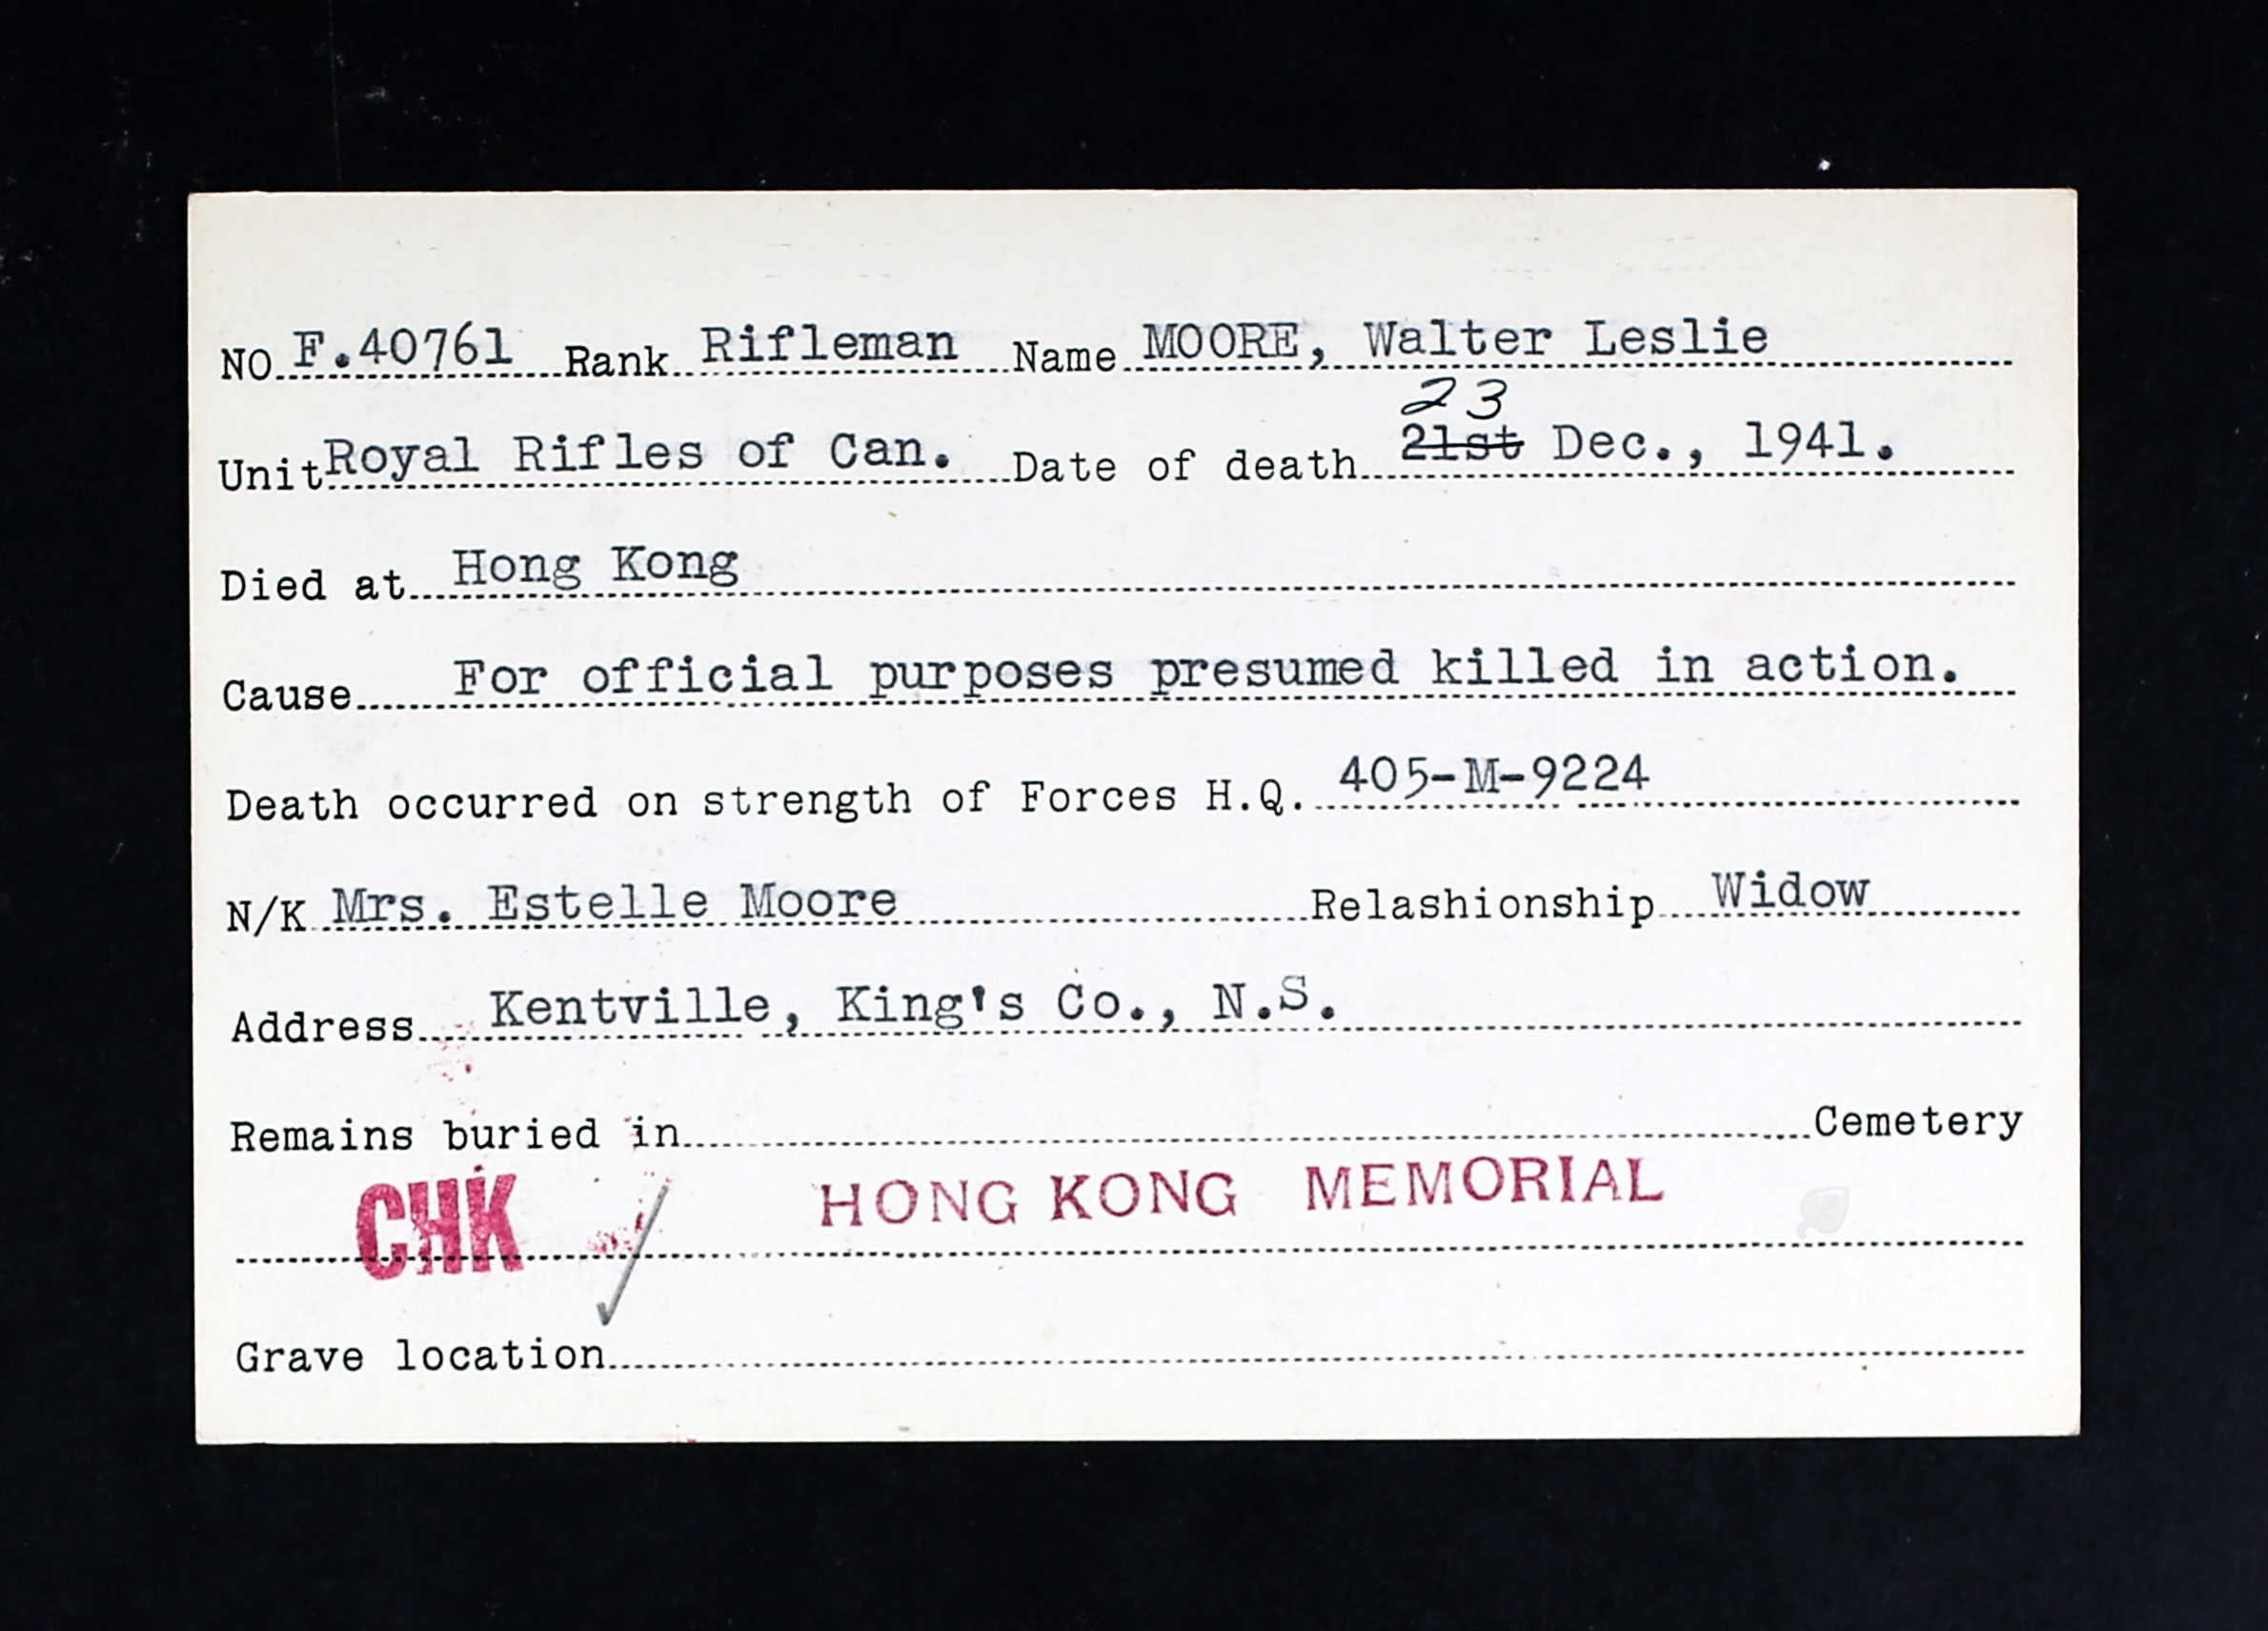 NO F.40761 Rank Rifleman Name MOORE, Walter Leslie
23
Unit Royal Rifles of Can. Date of death 21st Dec., 1941.
Died at Hong Kong
Cause For official purposes presumed killed in action.
Death occurred on strength of Forces H.Q. 405-M-9224
N/K Mrs. Estelle Moore Relashionship Widow
Address Kentville, King's Co., N.S.
Remains buried in Cemetery
CHK HONG KONG MEMORIAL
Grave location